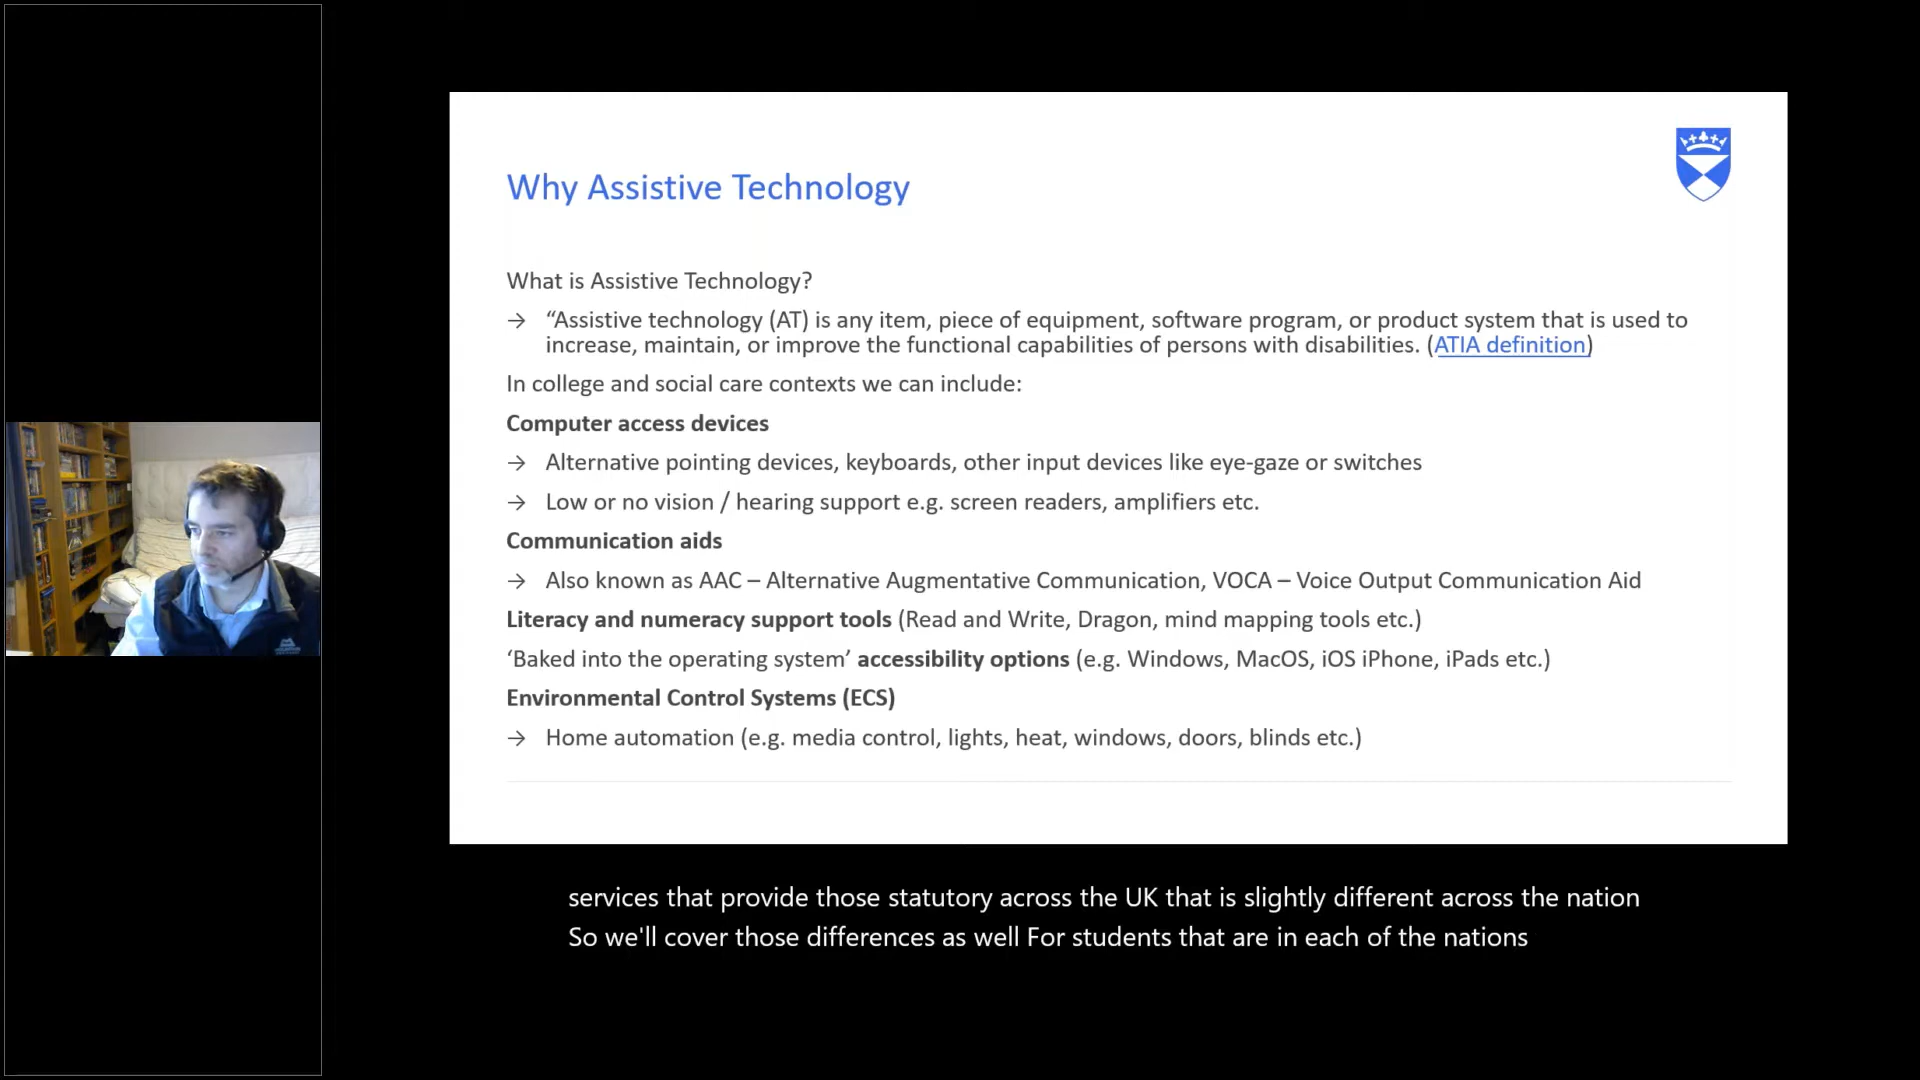 Why Assistive Technology
What is Assistive Technology?
→ “Assistive technology (AT) is any item, piece of equipment, software program, or product system that is used to
increase, maintain, or improve the functional capabilities of persons with disabilities. (ATIA definition)
In college and social care contexts we can include:
Computer access devices
→ Alternative pointing devices, keyboards, other input devices like eye-gaze or switches
→ Low or no vision / hearing support e.g. screen readers, amplifiers etc.
Communication aids
→ Also known as AAC – Alternative Augmentative Communication, VOCA – Voice Output Communication Aid
Literacy and numeracy support tools (Read and Write, Dragon, mind mapping tools etc.)
‘Baked into the operating system’ accessibility options (e.g. Windows, MacOS, iOS iPhone, iPads etc.)
Environmental Control Systems (ECS)
→ Home automation (e.g. media control, lights, heat, windows, doors, blinds etc.)
services that provide those statutory across the UK that is slightly different across the nation
So we'll cover those differences as well For students that are in each of the nations